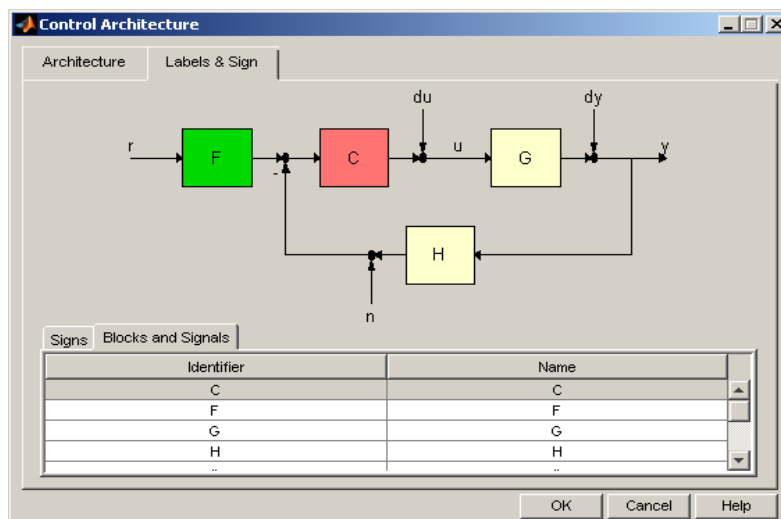 Control Architecture
Architecture Labels & Sign
du dy
r F C u G y
-
H
n
Signs Blocks and Signals
Identifier Name
C C
F F
G G
H H
OK Cancel Help